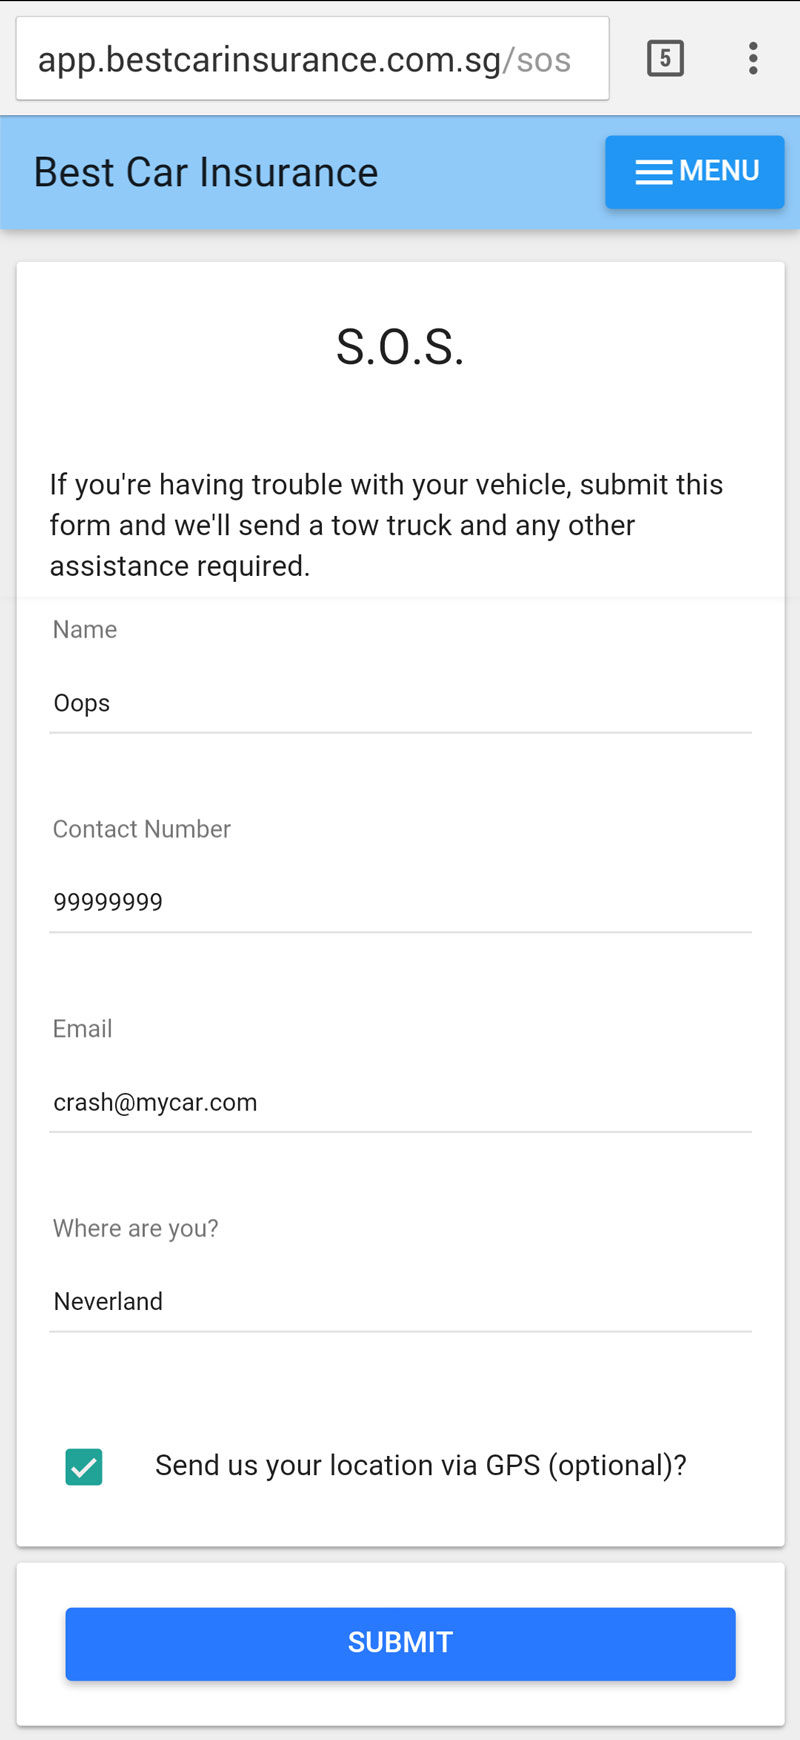 app.bestcarinsurance.com.sg/sos
5
Best Car Insurance
MENU
S.O.S.
If you're having trouble with your vehicle, submit this
form and we'll send a tow truck and any other
assistance required.
Name
Oops
Contact Number
99999999
Email
crash@mycar.com
Where are you?
Neverland
Send us your location via GPS (optional)?
SUBMIT